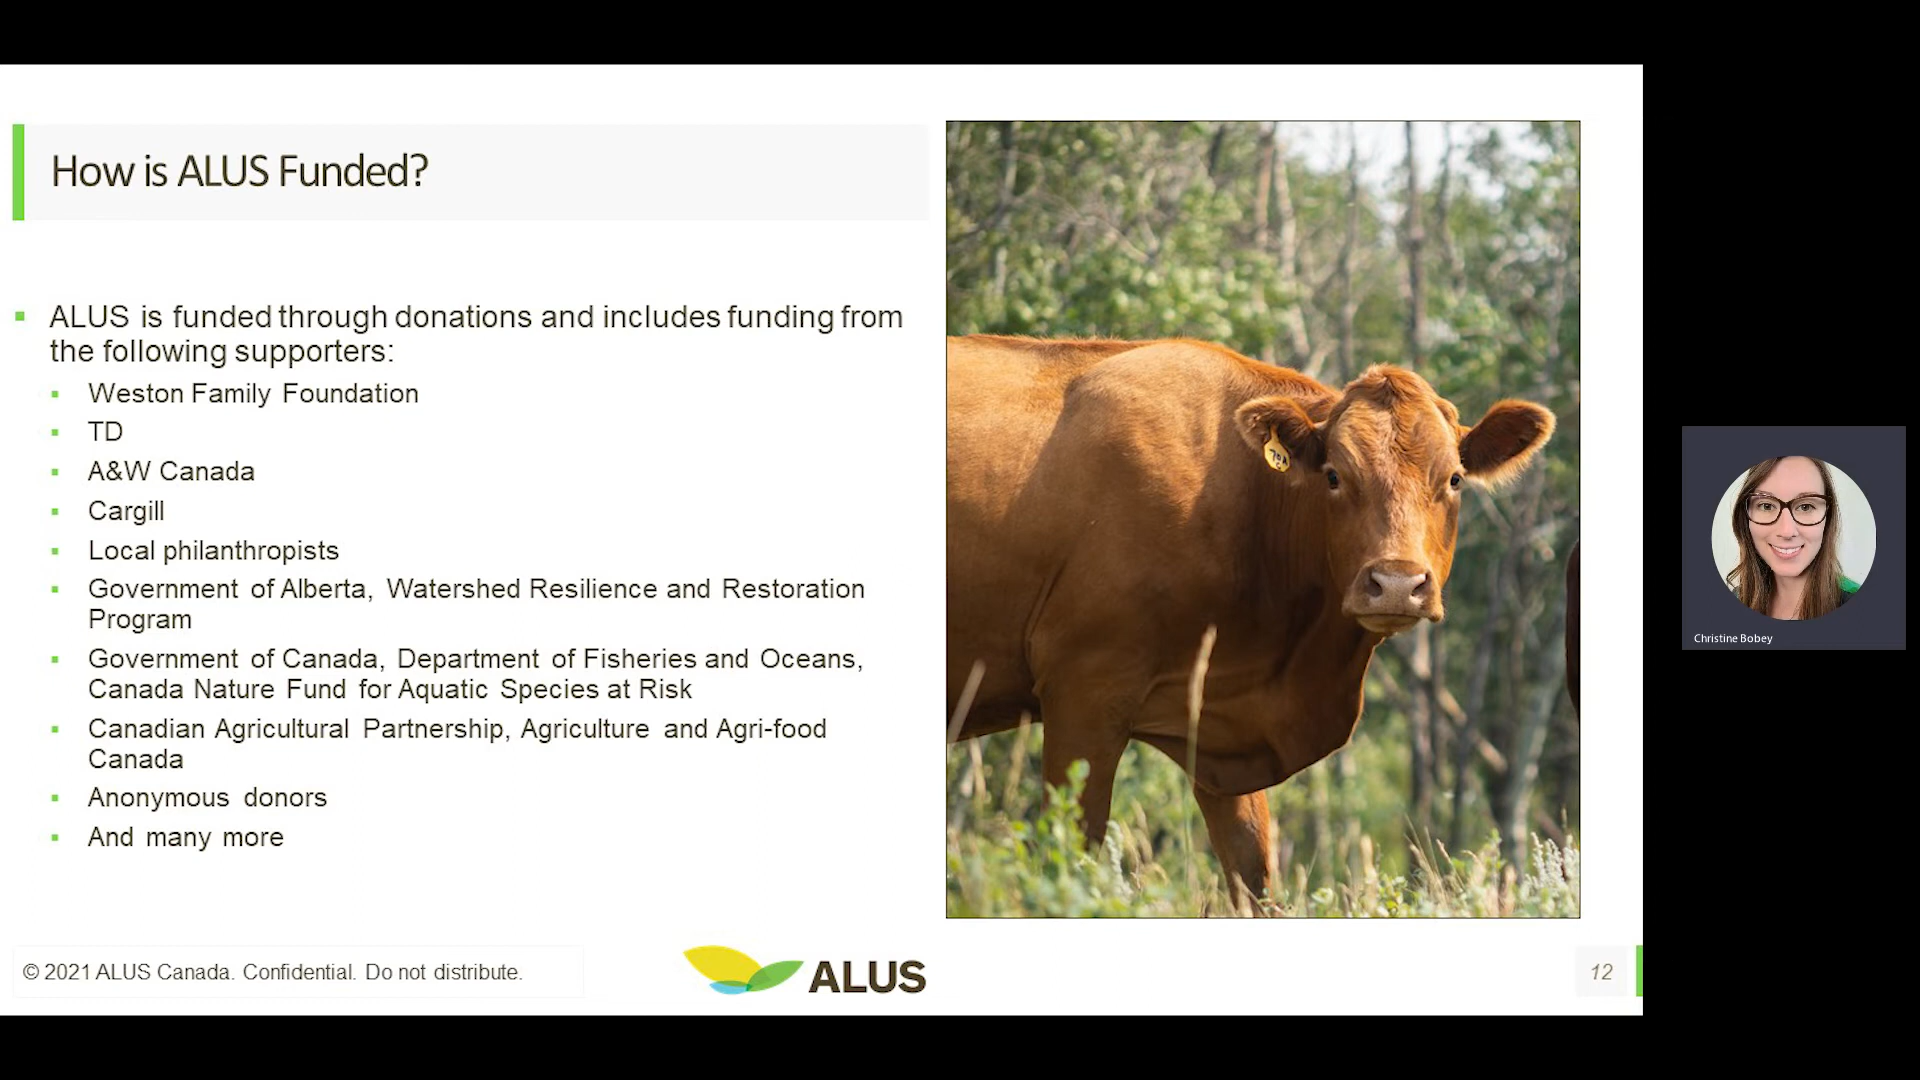 How is ALUS Funded?
ALUS is funded through donations and includes funding from
the following supporters:
Weston Family Foundation
TD
A&W Canada
Cargill
Local philanthropists
Government of Alberta, Watershed Resilience and Restoration
Program
Government of Canada, Department of Fisheries and Oceans,
Canada Nature Fund for Aquatic Species at Risk
Canadian Agricultural Partnership, Agriculture and Agri-food
Canada
Anonymous donors
And many more
© 2021 ALUS Canada. Confidential. Do not distribute.
ALUS
12
Christine Bobey